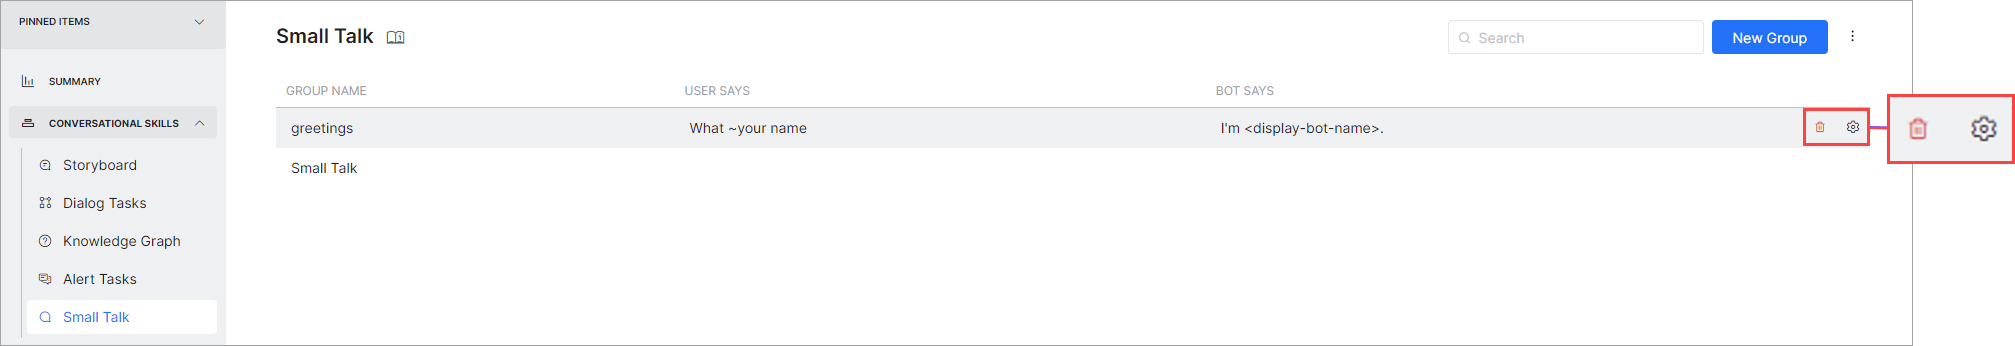 PINNED ITEMS
SUMMARY
CONVERSATIONAL SKILLS
Storyboard
Dialog Tasks
Knowledge Graph
Alert Tasks
Small Talk
Small Talk
Search
New Group
GROUP NAME USER SAYS BOT SAYS
greetings What ~your name I'm <display-bot-name>.
Small Talk